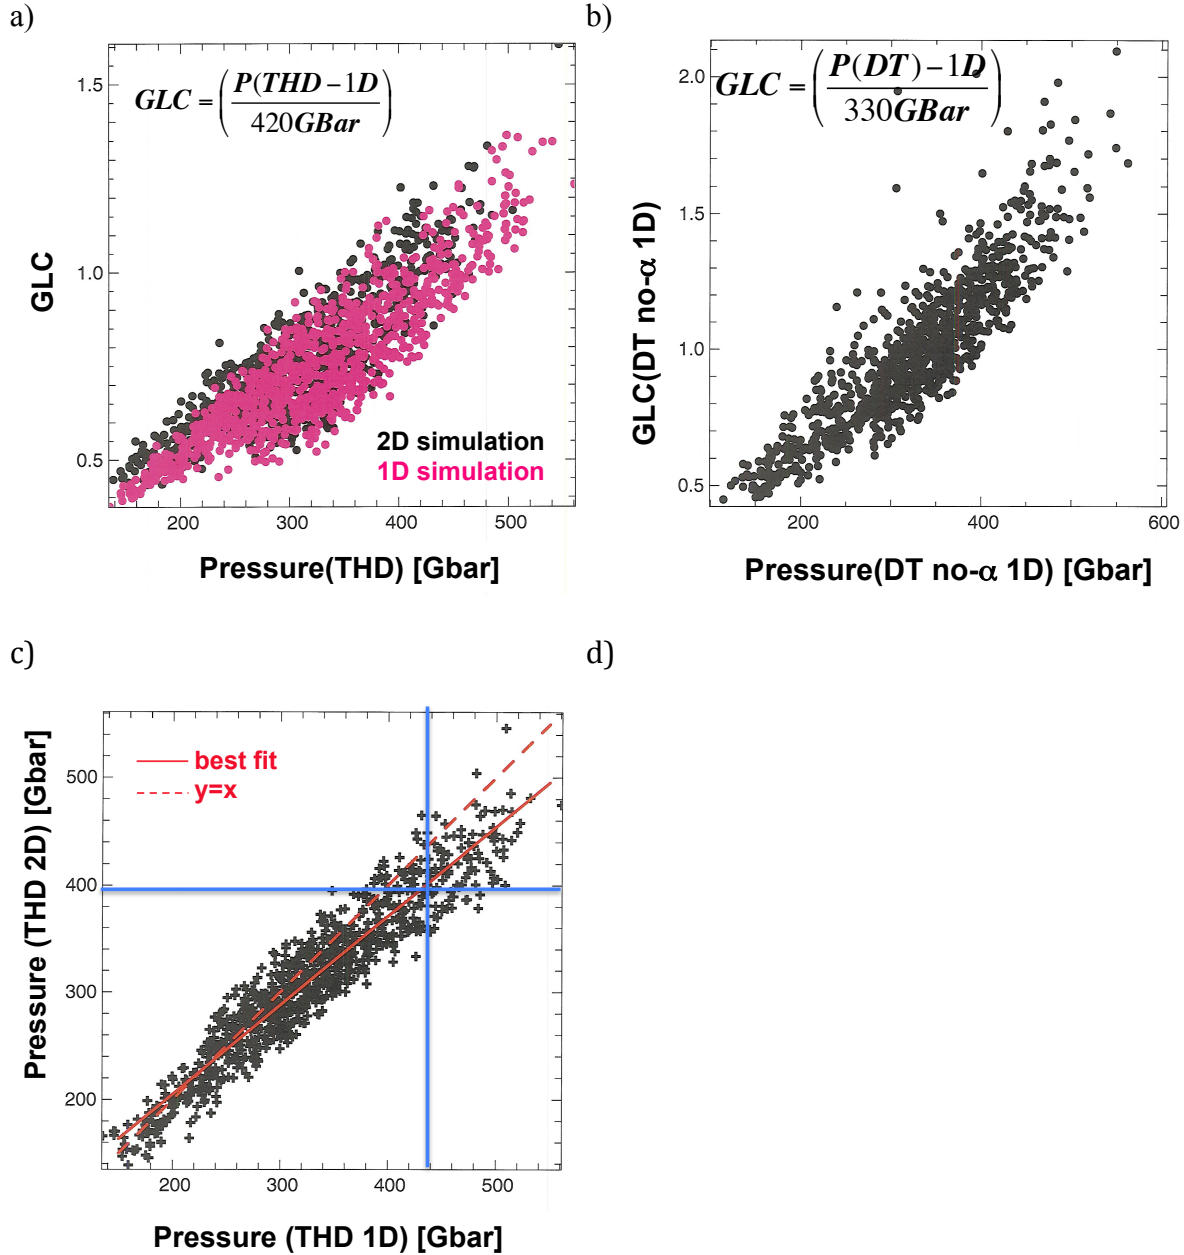 a)
1.5
1.0
0.5
GLC
GLC = (P(THD − 1D) / 420GBar)
2D simulation
1D simulation
200
300
400
500
Pressure(THD) [Gbar]
b)
2.0
1.5
1.0
0.5
GLC(DT no-α 1D)
GLC = (P(DT) − 1D / 330GBar)
200
400
600
Pressure(DT no-α 1D) [Gbar]
c)
500
400
300
200
Pressure (THD 2D) [Gbar]
best fit
y=x
200
300
400
500
Pressure (THD 1D) [Gbar]
d)